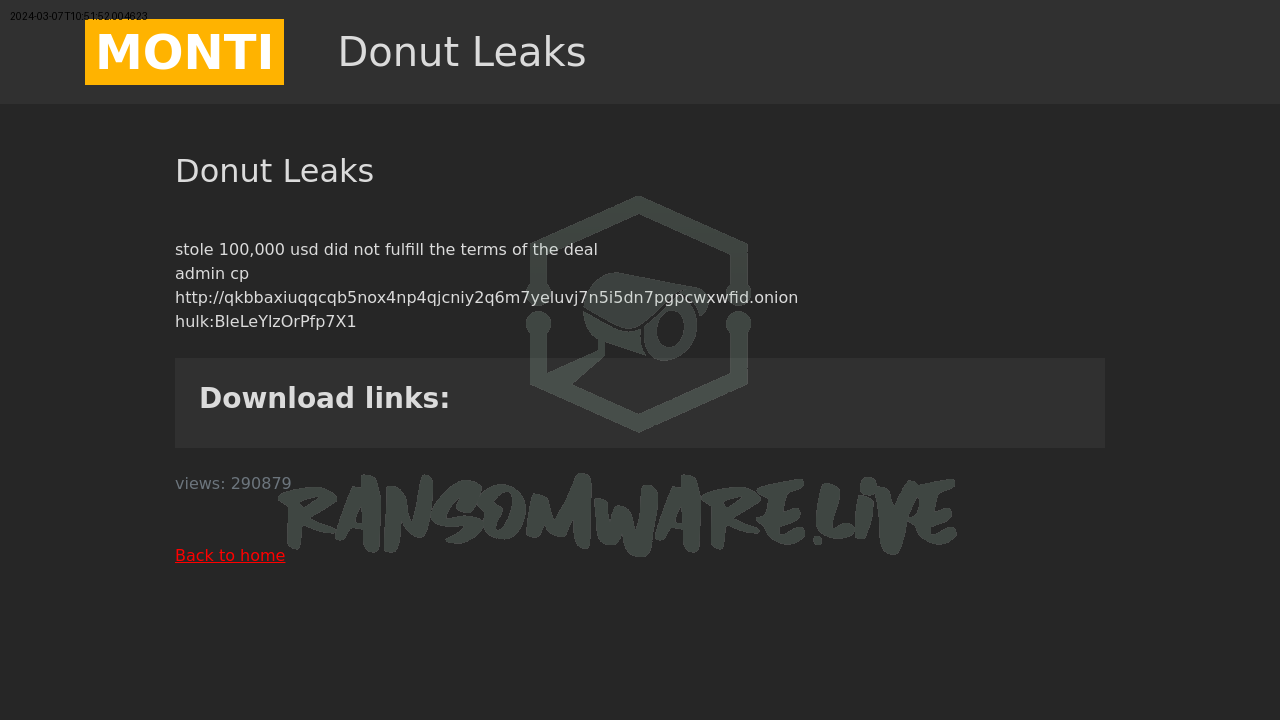 2024-03-07T10:51:52.004623
MONTI
Donut Leaks
Donut Leaks
stole 100,000 usd did not fulfill the terms of the deal
admin cp
http://qkbbaxiuqqcqb5nox4np4qjcniy2q6m7yeluvj7n5i5dn7pgpcwxwfid.onion
hulk:BleLeYlzOrPfp7X1
Download links:
views: 290879
RANSOMWARE.LIVE
Back to home